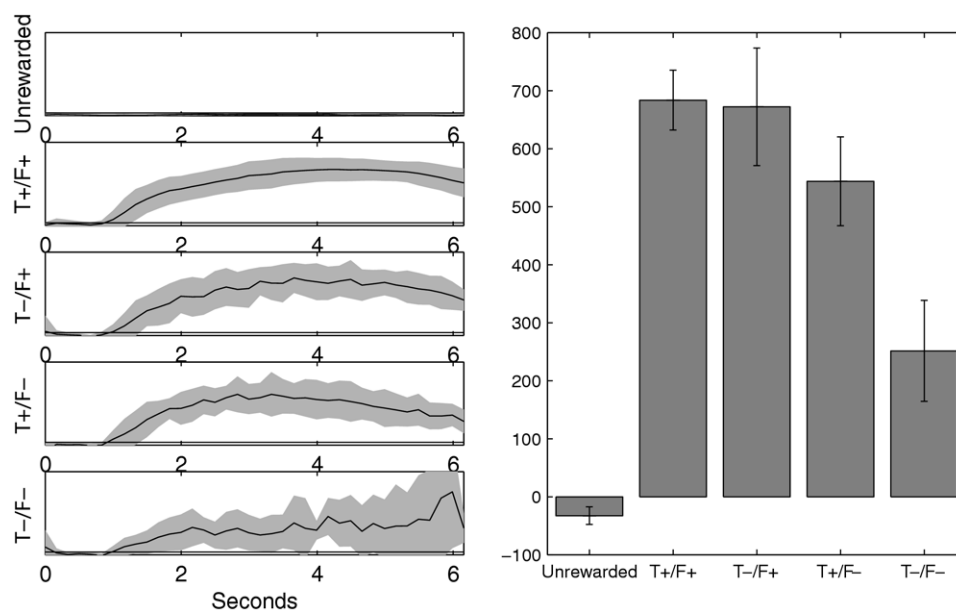 Unrewarded
0 2 4 6
T+/F+
0 2 4 6
T−/F+
0 2 4 6
T+/F−
0 2 4 6
T−/F−
0 2 4 6
Seconds
800
700
600
500
400
300
200
100
0
−100
Unrewarded T+/F+ T−/F+ T+/F− T−/F−